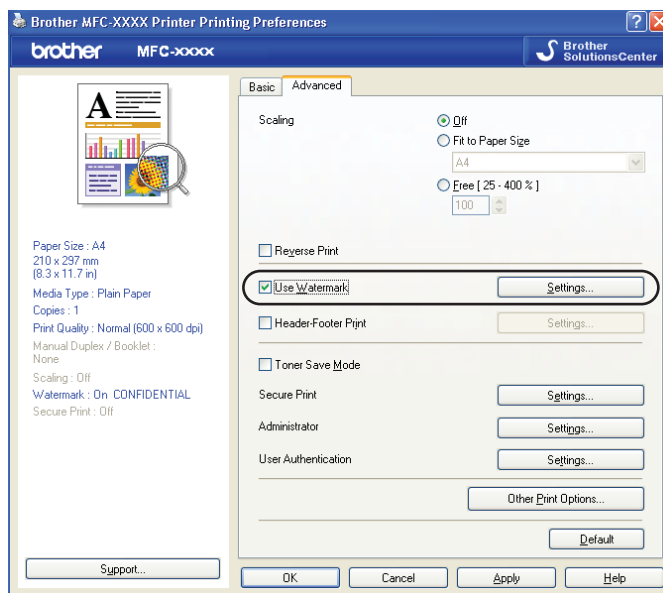 Brother MFC-XXXX Printer Printing Preferences
brother MFC-xxxx
Brother
SolutionsCenter
A
Paper Size : A4
210 x 297 mm
(8.3 x 11.7 in)
Media Type : Plain Paper
Copies : 1
Print Quality : Normal (600 x 600 dpi)
Manual Duplex / Booklet :
None
Scaling : Off
Watermark : On CONFIDENTIAL
Secure Print : Off
Support...
Basic Advanced
Scaling
Off
Fit to Paper Size
A4
Free [ 25 - 400 % ]
100
Reverse Print
Use Watermark Settings...
Header-Footer Print Settings...
Toner Save Mode
Secure Print Settings...
Administrator Settings...
User Authentication Settings...
Other Print Options...
Default
OK Cancel Apply Help